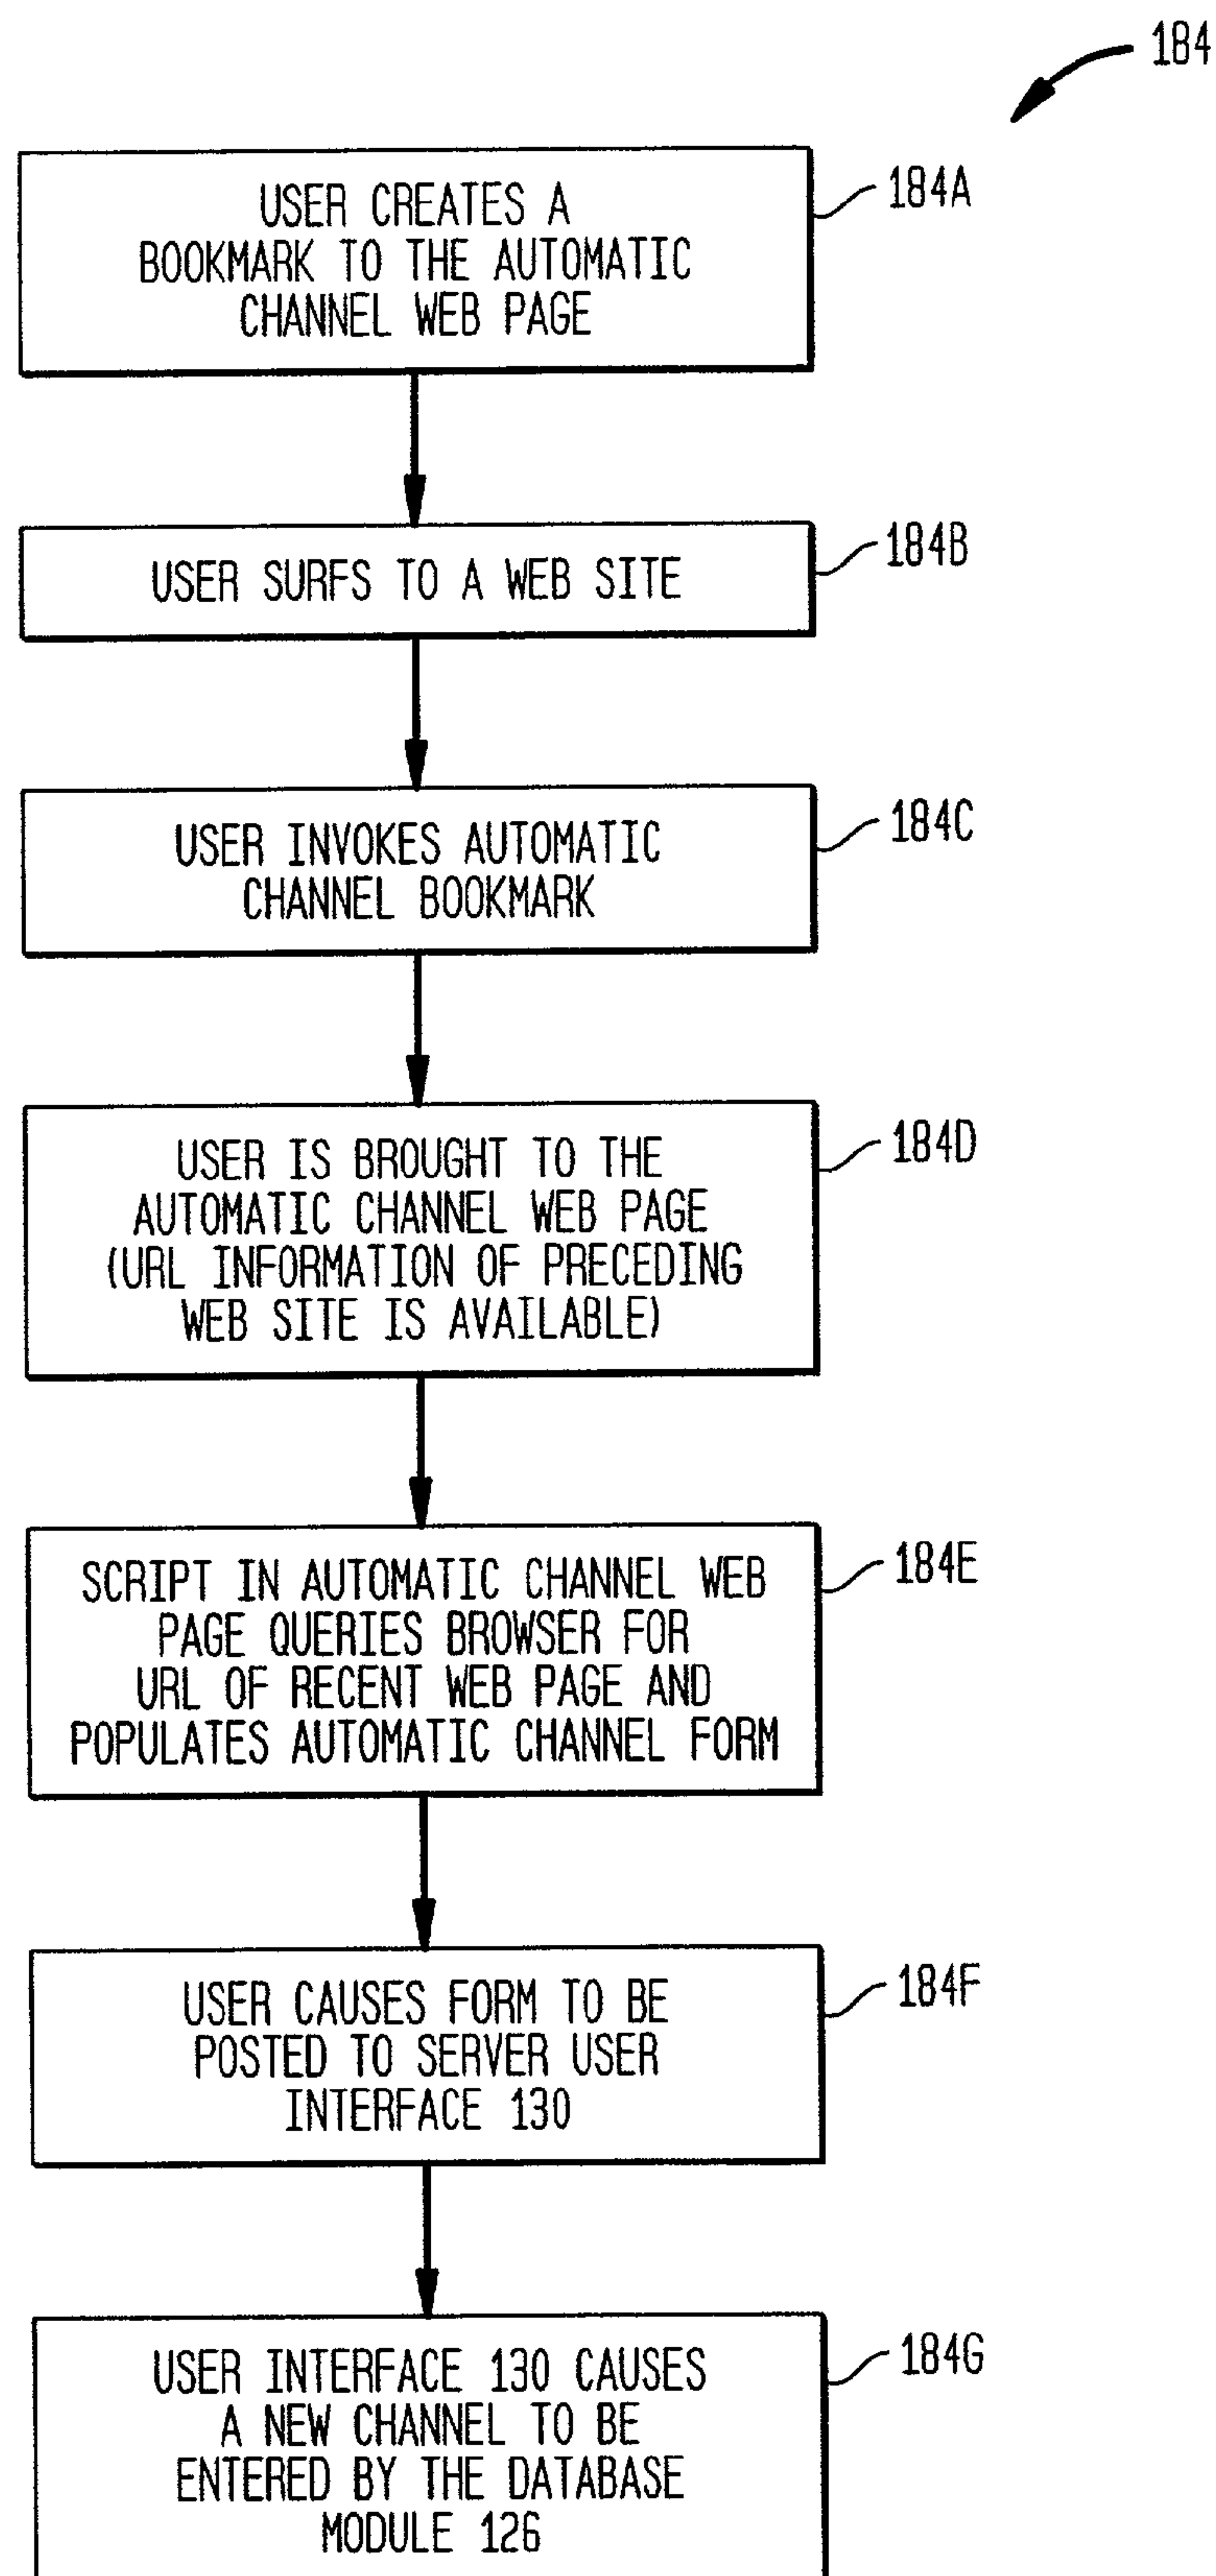 184
USER CREATES A
BOOKMARK TO THE AUTOMATIC
CHANNEL WEB PAGE
184A
USER SURFS TO A WEB SITE
184B
USER INVOKES AUTOMATIC
CHANNEL BOOKMARK
184C
USER IS BROUGHT TO THE
AUTOMATIC CHANNEL WEB PAGE
(URL INFORMATION OF PRECEDING
WEB SITE IS AVAILABLE)
184D
SCRIPT IN AUTOMATIC CHANNEL WEB
PAGE QUERIES BROWSER FOR
URL OF RECENT WEB PAGE AND
POPULATES AUTOMATIC CHANNEL FORM
184E
USER CAUSES FORM TO BE
POSTED TO SERVER USER
INTERFACE 130
184F
USER INTERFACE 130 CAUSES
A NEW CHANNEL TO BE
ENTERED BY THE DATABASE
MODULE 126
184G